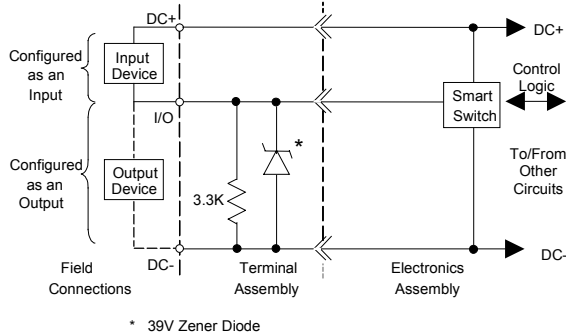 DC+
DC+
Configured
as an
Input
Input
Device
Control
Logic
Smart
Switch
I/O
*
Configured
as an
Output
Output
Device
3.3K
To/From
Other
Circuits
DC-
DC-
Field
Connections
Terminal
Assembly
Electronics
Assembly
* 39V Zener Diode